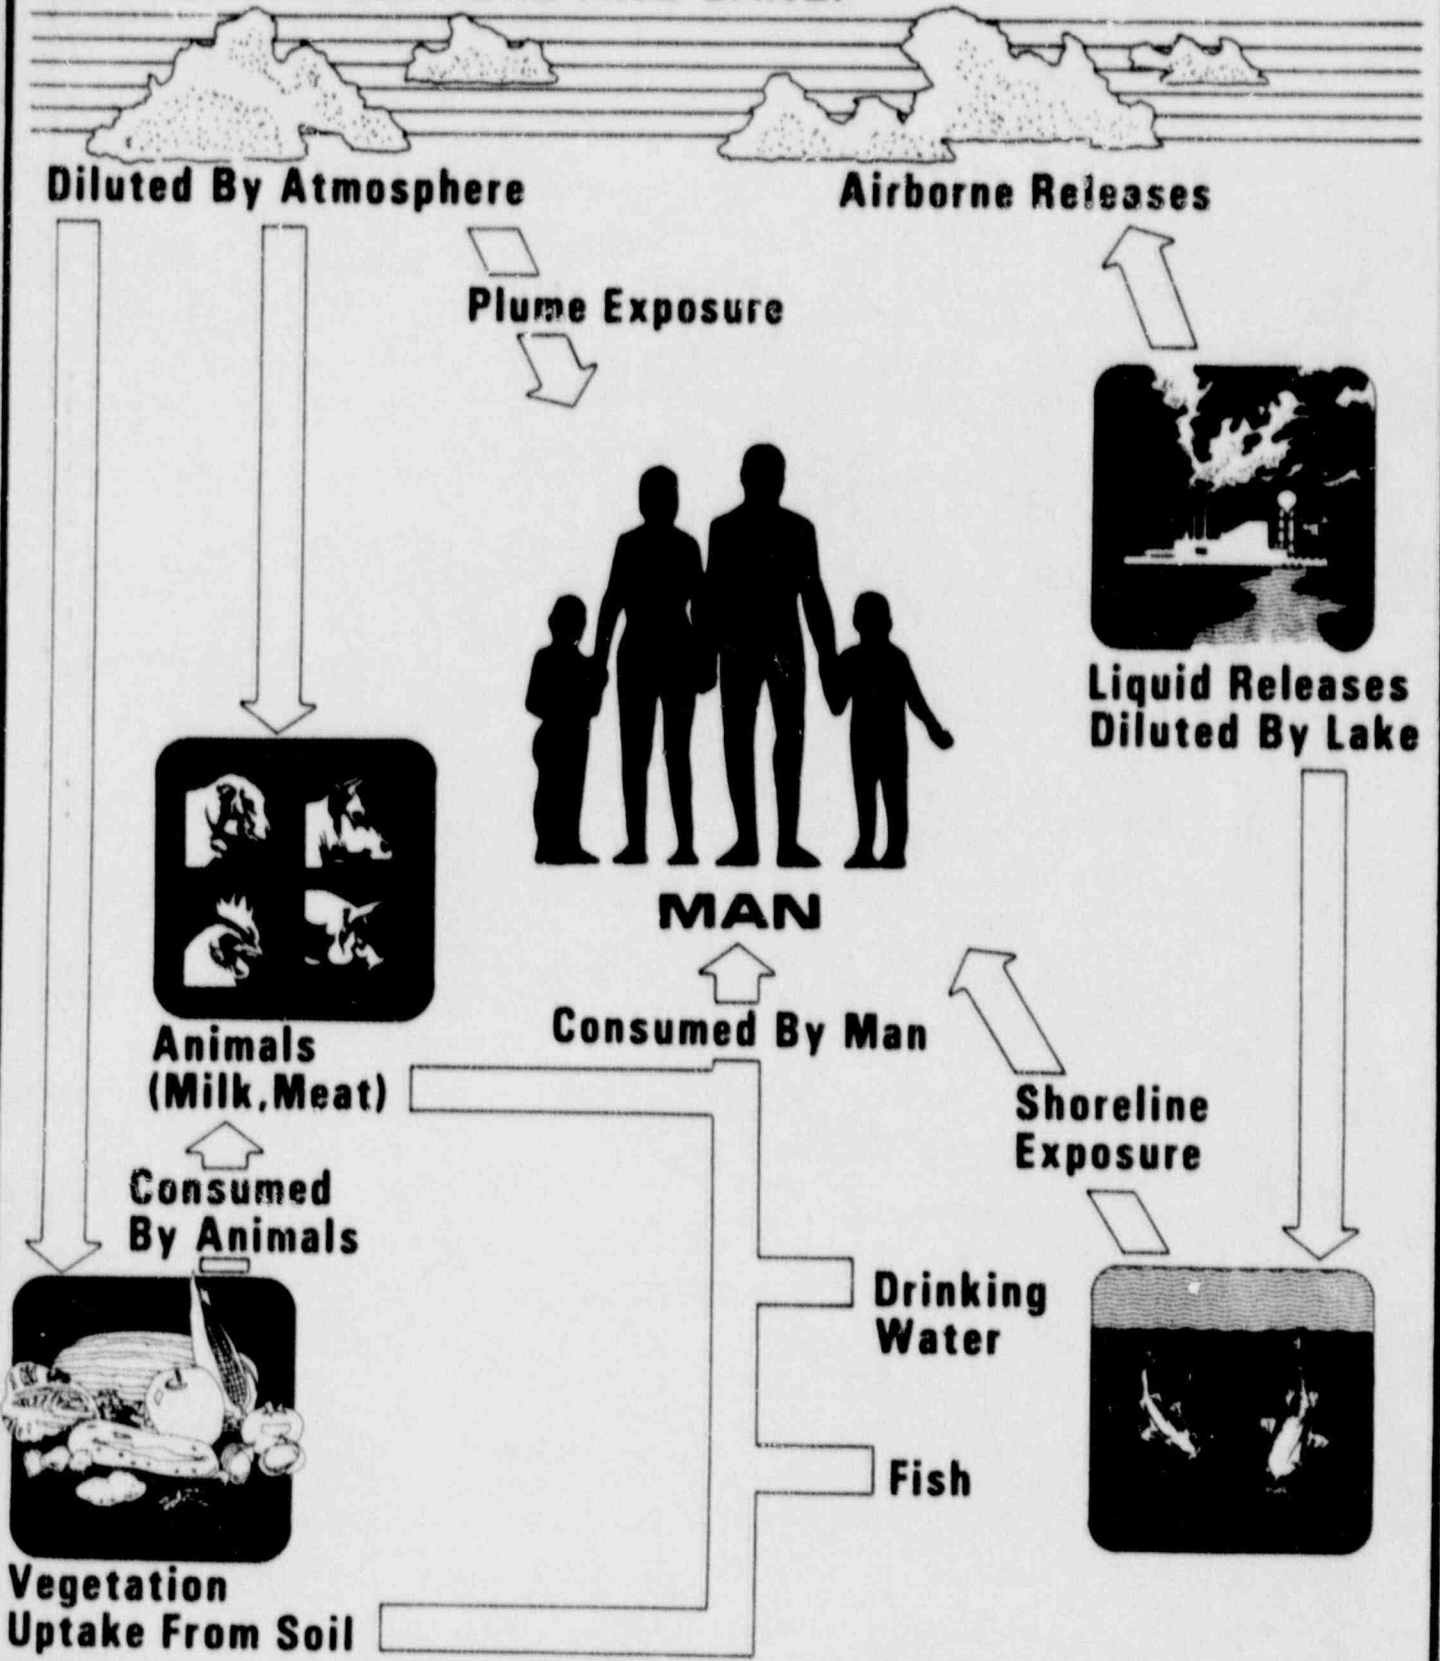 Diluted By Atmosphere
Airborne Releases
Plume Exposure
Liquid Releases
Diluted By Lake
MAN
Consumed By Man
Animals
(Milk,Meat)
Shoreline
Exposure
Consumed
By Animals
Drinking
Water
Fish
Vegetation
Uptake From Soil